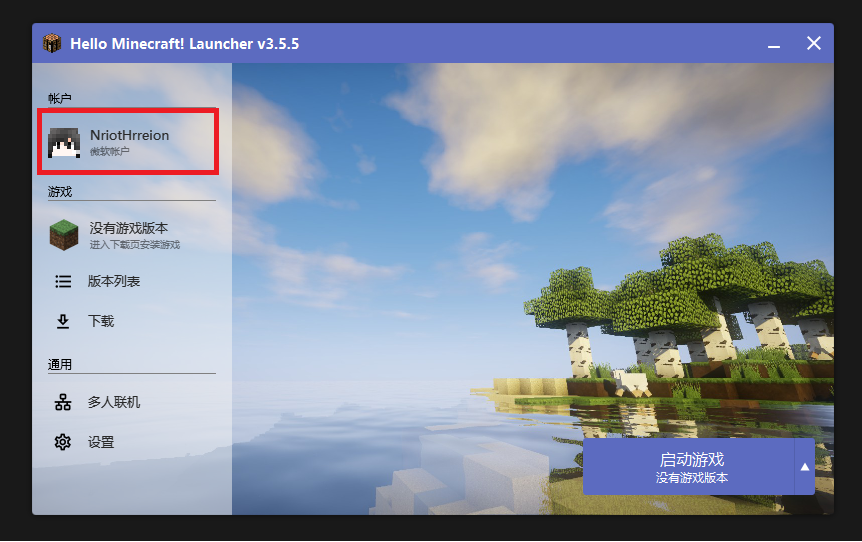 Hello Minecraft! Launcher v3.5.5
帐户
NriotHrreion
微软帐户
游戏
没有游戏版本
进入下载页安装游戏
版本列表
下载
通用
多人联机
设置
启动游戏
没有游戏版本